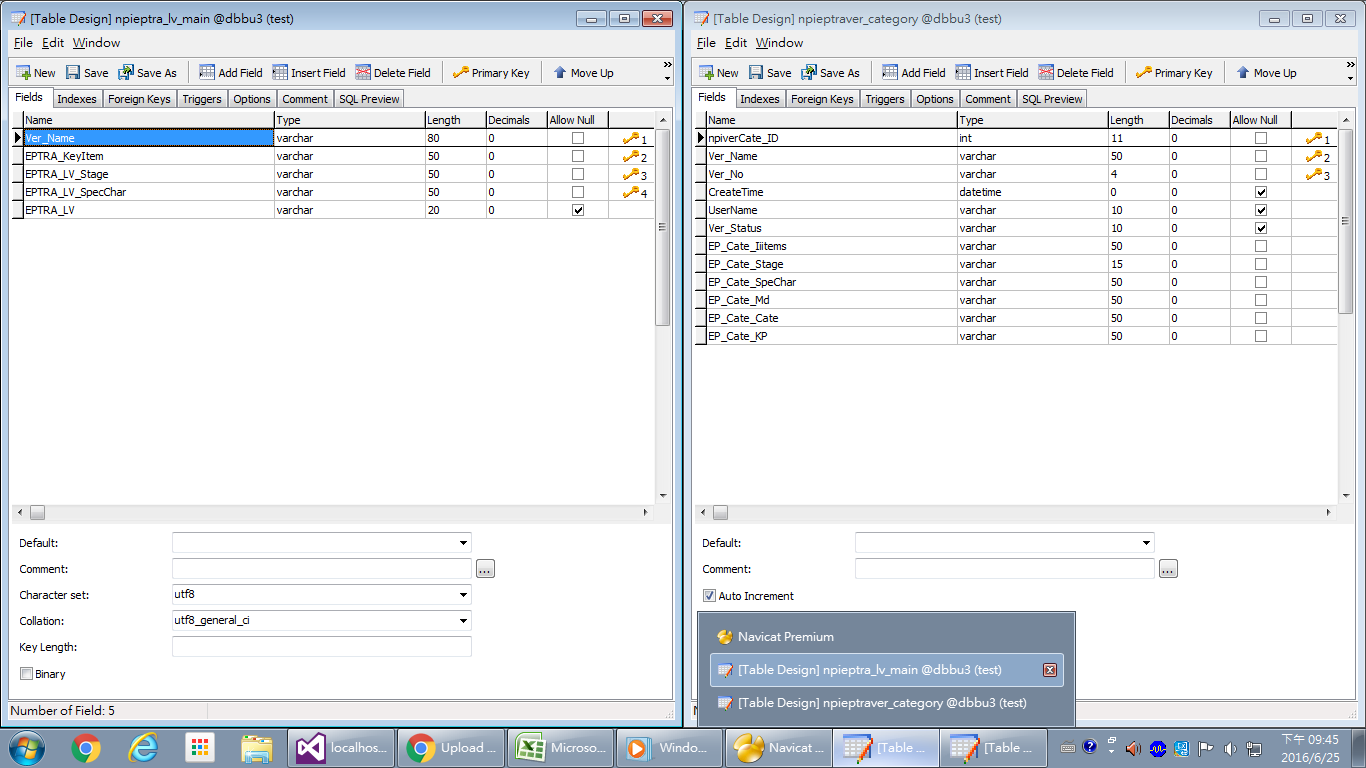 [Table Design] npieptra_lv_main @dbbu3 (test)
File Edit Window
New Save Save As Add Field Insert Field Delete Field Primary Key Move Up »
Fields Indexes Foreign Keys Triggers Options Comment SQL Preview
Name Type Length Decimals Allow Null
Ver_Name varchar 80 0 1
EPTRA_KeyItem varchar 50 0 2
EPTRA_LV_Stage varchar 50 0 3
EPTRA_LV_SpecChar varchar 50 0 4
EPTRA_LV varchar 20 0
Default:
Comment: ...
Character set: utf8
Collation: utf8_general_ci
Key Length:
Binary
Number of Field: 5
[Table Design] npieptraver_category @dbbu3 (test)
File Edit Window
New Save Save As Add Field Insert Field Delete Field Primary Key Move Up »
Fields Indexes Foreign Keys Triggers Options Comment SQL Preview
Name Type Length Decimals Allow Null
npiverCate_ID int 11 0 1
Ver_Name varchar 50 0 2
Ver_No varchar 4 0 3
CreateTime datetime 0 0
UserName varchar 10 0
Ver_Status varchar 10 0
EP_Cate_Iiitems varchar 50 0
EP_Cate_Stage varchar 15 0
EP_Cate_SpeChar varchar 50 0
EP_Cate_Md varchar 50 0
EP_Cate_Cate varchar 50 0
EP_Cate_KP varchar 50 0
Default:
Comment: ...
Auto Increment
Navicat Premium
[Table Design] npieptra_lv_main @dbbu3 (test)
[Table Design] npieptraver_category @dbbu3 (test)
localhos... Upload ... Microso... Windo... Navicat ... [Table ... [Table ...
下午 09:45
2016/6/25